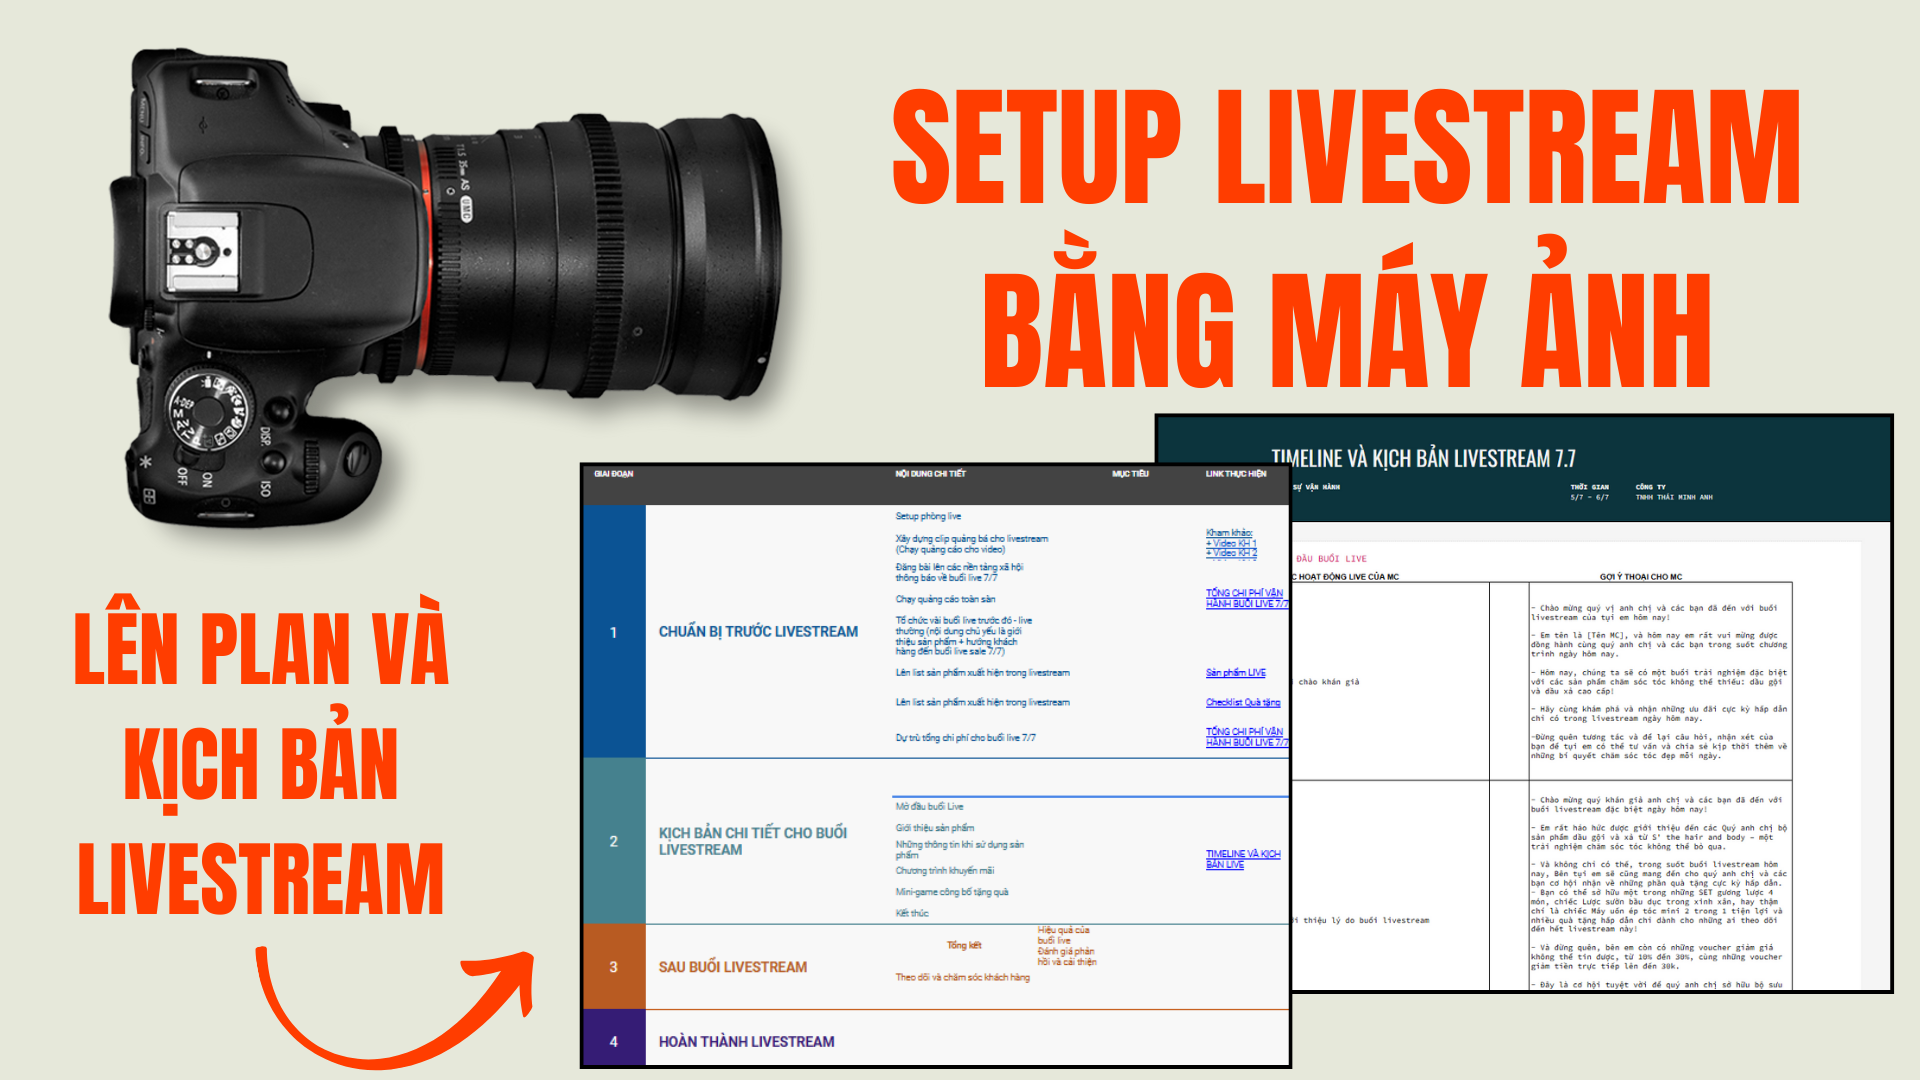 SETUP LIVESTREAM
BẰNG MÁY ẢNH
LÊN PLAN VÀ
KỊCH BẢN
LIVESTREAM
T1.5 35mm AS UMC
A-DEP
M
DISP.
ISO
ON
OFF
GIAI ĐOẠN
NỘI DUNG CHI TIẾT
MỤC TIÊU
LINK THỰC HIỆN
1
CHUẨN BỊ TRƯỚC LIVESTREAM
Setup phòng live
Xây dựng clip quảng bá cho livestream
(Chạy quảng cáo cho video)
Kham khảo:
+ Video KH 1
+ Video KH 2
Đăng bài lên các nền tảng xã hội
thông báo về buổi live 7/7
Chạy quảng cáo toàn sàn
TỔNG CHI PHÍ VẬN
HÀNH BUỔI LIVE 7/7
Tổ chức vài buổi live trước đó - live
thường (nội dung chủ yếu là giới
thiệu sản phẩm + hướng khách
hàng đến buổi live sale 7/7)
Lên list sản phẩm xuất hiện trong livestream
Sản phẩm LIVE
Lên list sản phẩm xuất hiện trong livestream
Checklist Quà tặng
Dự trù tổng chi phí cho buổi live 7/7
TỔNG CHI PHÍ VẬN
HÀNH BUỔI LIVE 7/7
2
KỊCH BẢN CHI TIẾT CHO BUỔI
LIVESTREAM
Mở đầu buổi Live
Giới thiệu sản phẩm
Những thông tin khi sử dụng sản
phẩm
Chương trình khuyến mãi
Mini-game công bố tặng quà
Kết thúc
TIMELINE VÀ KỊCH
BẢN LIVE
3
SAU BUỔI LIVESTREAM
Tổng kết
Hiệu quả của
buổi live
Đánh giá phản
hồi và cải thiện
Theo dõi và chăm sóc khách hàng
4
HOÀN THÀNH LIVESTREAM
TIMELINE VÀ KỊCH BẢN LIVESTREAM 7.7
SỰ VẬN HÀNH
THỜI GIAN
CÔNG TY
5/7 - 6/7
TNHH THÁI MINH ANH
ĐẦU BUỔI LIVE
C HOẠT ĐỘNG LIVE CỦA MC
GỢI Ý THOẠI CHO MC
chào khán giả
- Chào mừng quý vị anh chị và các bạn đã đến với buổi
livestream của tụi em hôm nay!
- Em tên là [Tên MC], và hôm nay em rất vui mừng được
đồng hành cùng quý anh chị và các bạn trong suốt chương
trình ngày hôm nay.
- Hôm nay, chúng ta sẽ có một buổi trải nghiệm đặc biệt
với các sản phẩm chăm sóc tóc không thể thiếu: dầu gội
và dầu xả cao cấp!
- Hãy cùng khám phá và nhận những ưu đãi cực kỳ hấp dẫn
chỉ có trong livestream ngày hôm nay.
-Đừng quên tương tác và để lại câu hỏi, nhận xét của
bạn để tụi em có thể tư vấn và chia sẻ kịp thời thêm về
những bí quyết chăm sóc tóc đẹp mỗi ngày.
i thiệu lý do buổi livestream
- Chào mừng quý khán giả anh chị và các bạn đã đến với
buổi livestream đặc biệt ngày hôm nay!
- Em rất háo hức được giới thiệu đến các Quý anh chị bộ
sản phẩm dầu gội và xả từ S' the hair and body – một
trải nghiệm chăm sóc tóc không thể bỏ qua.
- Và không chỉ có thế, trong suốt buổi livestream hôm
nay, Bên tụi em sẽ cũng mang đến cho quý anh chị và các
bạn cơ hội nhận về những phần quà tặng cực kỳ hấp dẫn.
- Bạn có thể sở hữu một trong những SET gương lược 4
món, chiếc Lược sườn bầu dục trong xinh xắn, hay thậm
chí là chiếc Máy uốn ép tóc mini 2 trong 1 tiện lợi và
nhiều quà tặng hấp dẫn chỉ dành cho những ai theo dõi
đến hết livestream này!
- Và đừng quên, bên em còn có những voucher giảm giá
không thể tin được, từ 10% đến 30%, cùng những voucher
giảm tiền trực tiếp lên đến 30k.
- Đây là cơ hội tuyệt vời để quý anh chị sở hữu bộ sưu